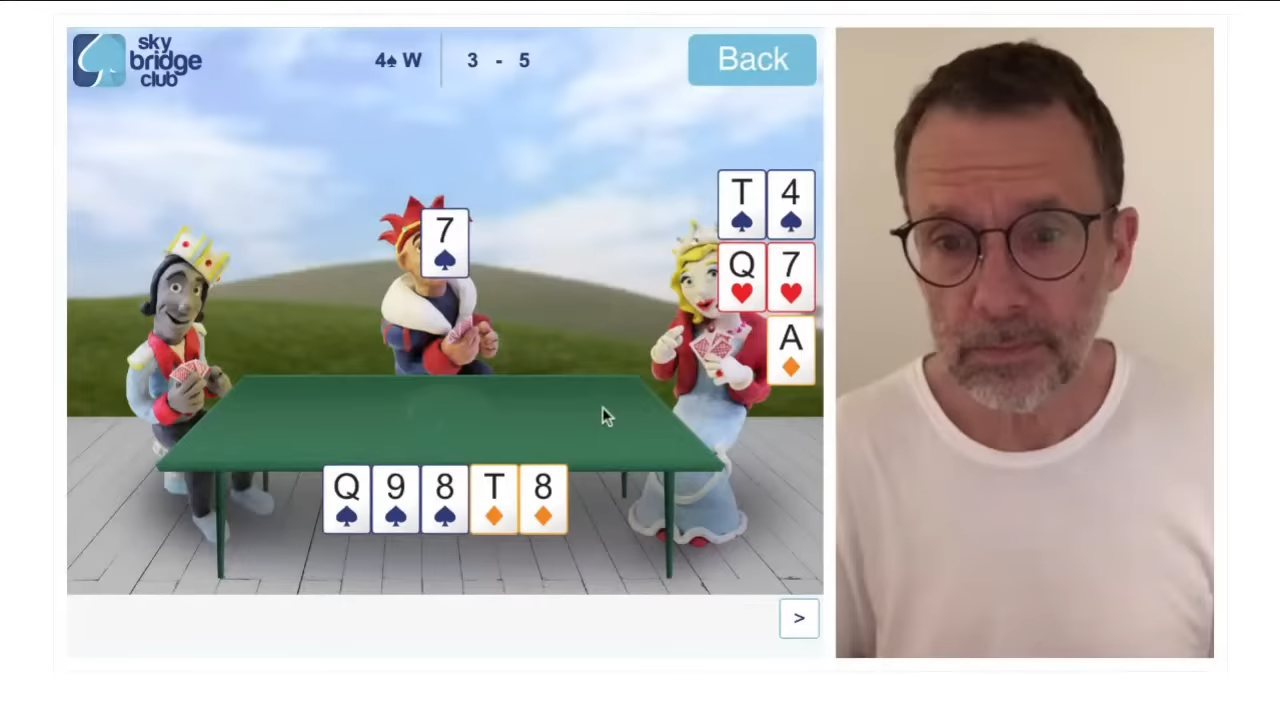 sky
bridge
club
4♠ W 3 - 5
Back
7♠
T♠ 4♠
Q♥ 7♥
A♦
Q♠ 9♠ 8♠ T♦ 8♦
>